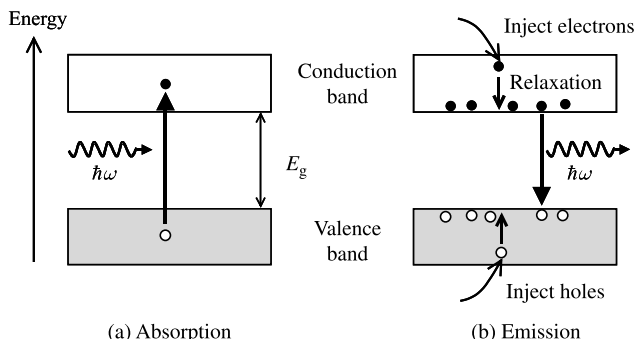 Energy
Inject electrons
Conduction
band
Relaxation
ħω
E_g
ħω
Valence
band
Inject holes
(a) Absorption
(b) Emission